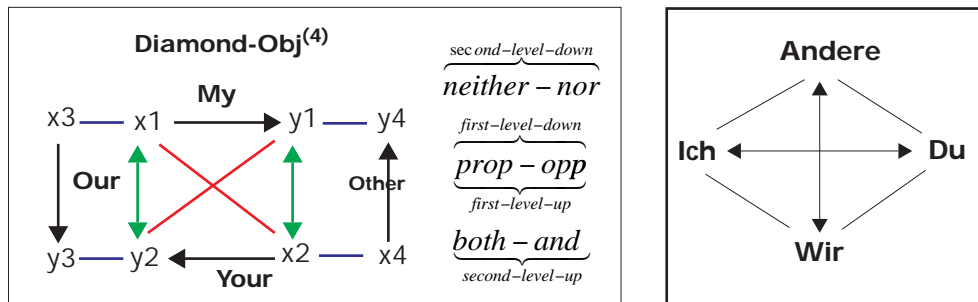 Diamond-Obj(4)
My
x3 x1 y1 y4
Our
Other
y3 y2 x2 x4
Your
second-level-down
neither - nor
first-level-down
prop - opp
first-level-up
both - and
second-level-up
Andere
Ich
Du
Wir